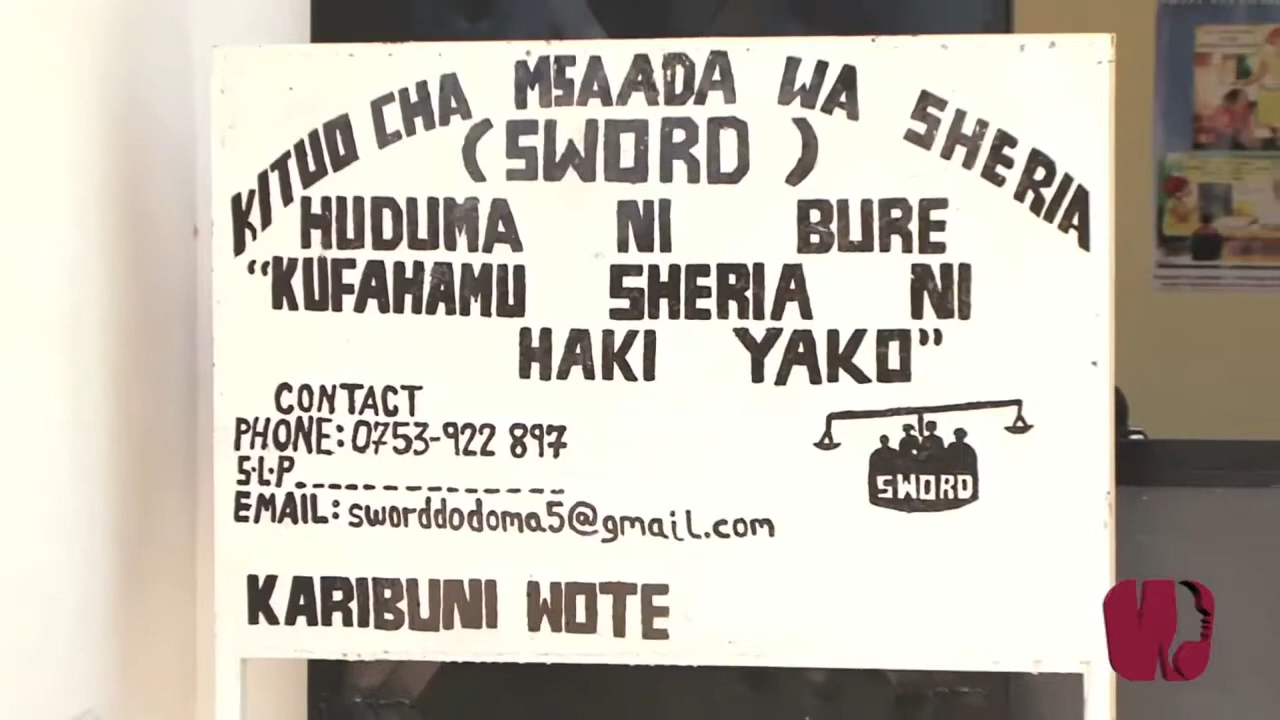 KITUO CHA MSAADA WA SHERIA
(SWORD)
HUDUMA NI BURE
"KUFAHAMU SHERIA NI
HAKI YAKO"
CONTACT
PHONE: 0753-922 897
S.L.P.______________
EMAIL: sworddodoma5@gmail.com
SWORD
KARIBUNI WOTE